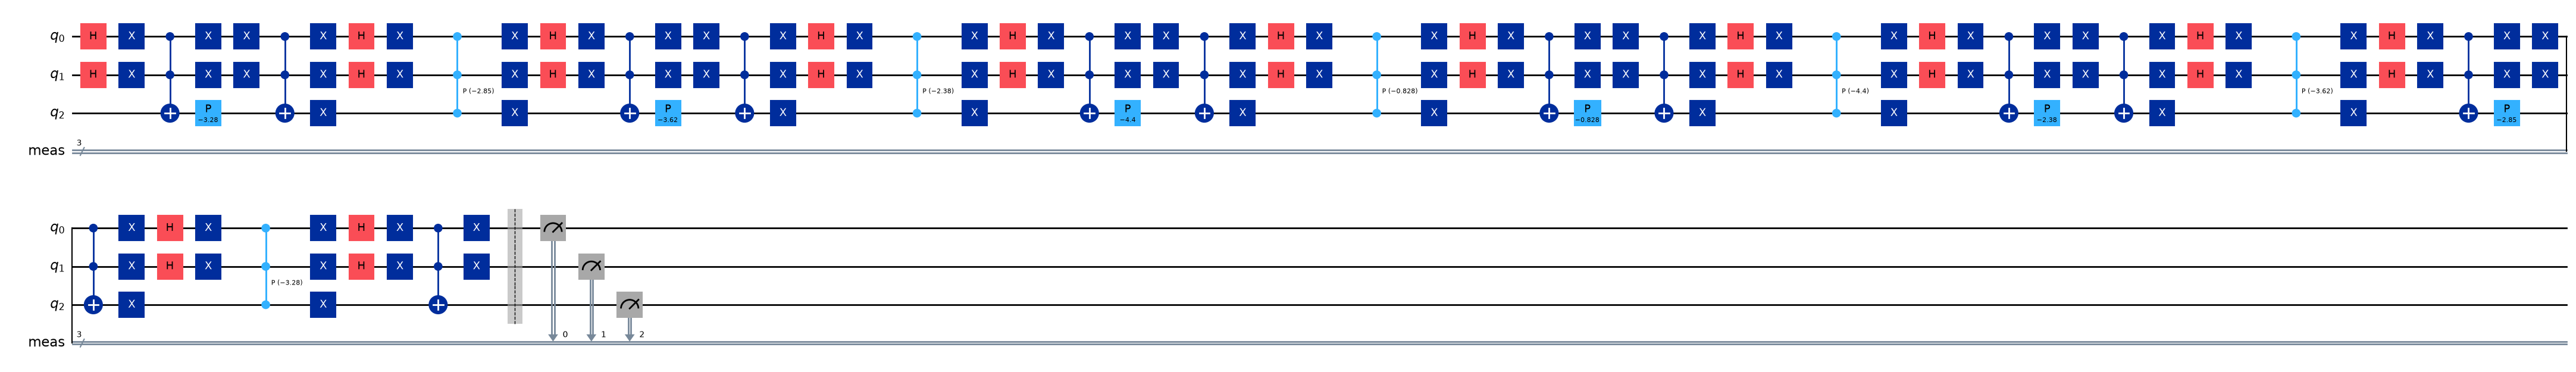 q₀ H X X X X H X X H X X X X H X X H X X X X H X X H X X X X H X X H X X X X H X X H X X X
q₁ H X X X X H X X H X X X X H X X H X X X X H X X H X X X X H X X H X X X X H X X H X X X
P (−2.85) P (−2.38) P (−0.828) P (−4.4) P (−3.62)
q₂ P X X P X X P X X P X X P X X P
−3.28 −3.62 −4.4 −0.828 −2.38 −2.85
3
meas
q₀ X H X X H X X
q₁ X H X X H X X
P (−3.28)
q₂ X X
3 0 1 2
meas